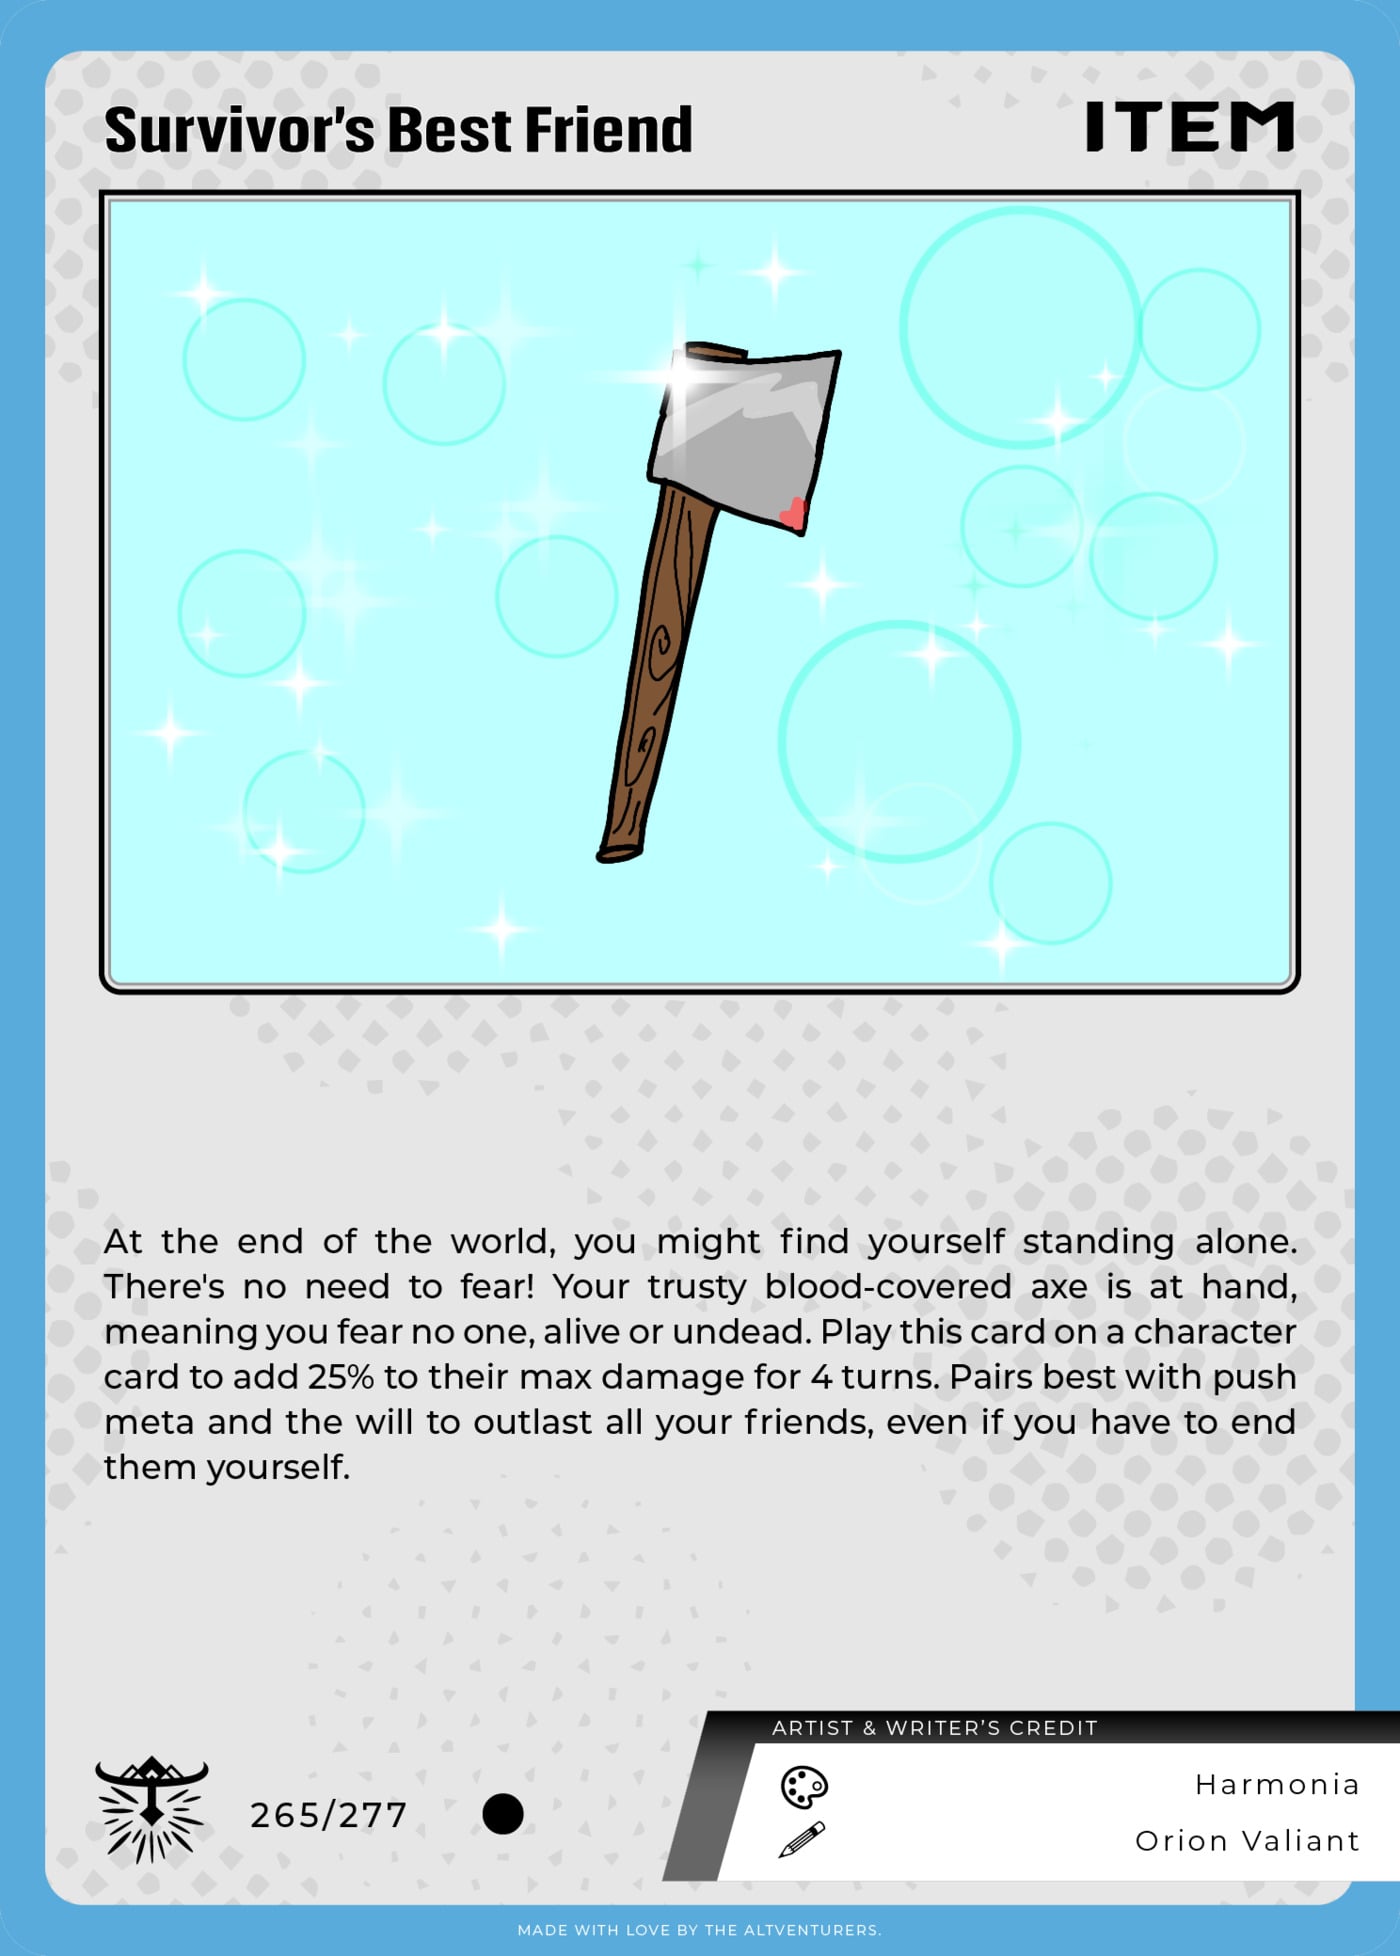 Survivor's Best Friend
ITEM
At the end of the world, you might find yourself standing alone.
There's no need to fear! Your trusty blood-covered axe is at hand,
meaning you fear no one, alive or undead. Play this card on a character
card to add 25% to their max damage for 4 turns. Pairs best with push
meta and the will to outlast all your friends, even if you have to end
them yourself.
ARTIST & WRITER'S CREDIT
Harmonia
265/277
Orion Valiant
MADE WITH LOVE BY THE ALTVENTURERS.